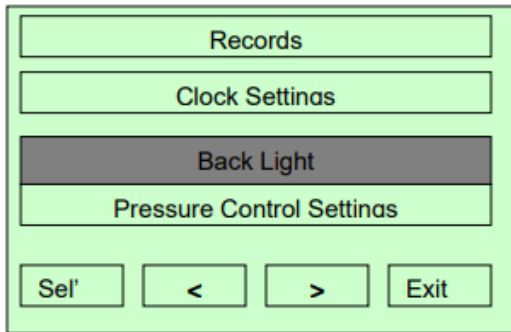 Records
Clock Settings
Back Light
Pressure Control Settings
Sel' < > Exit